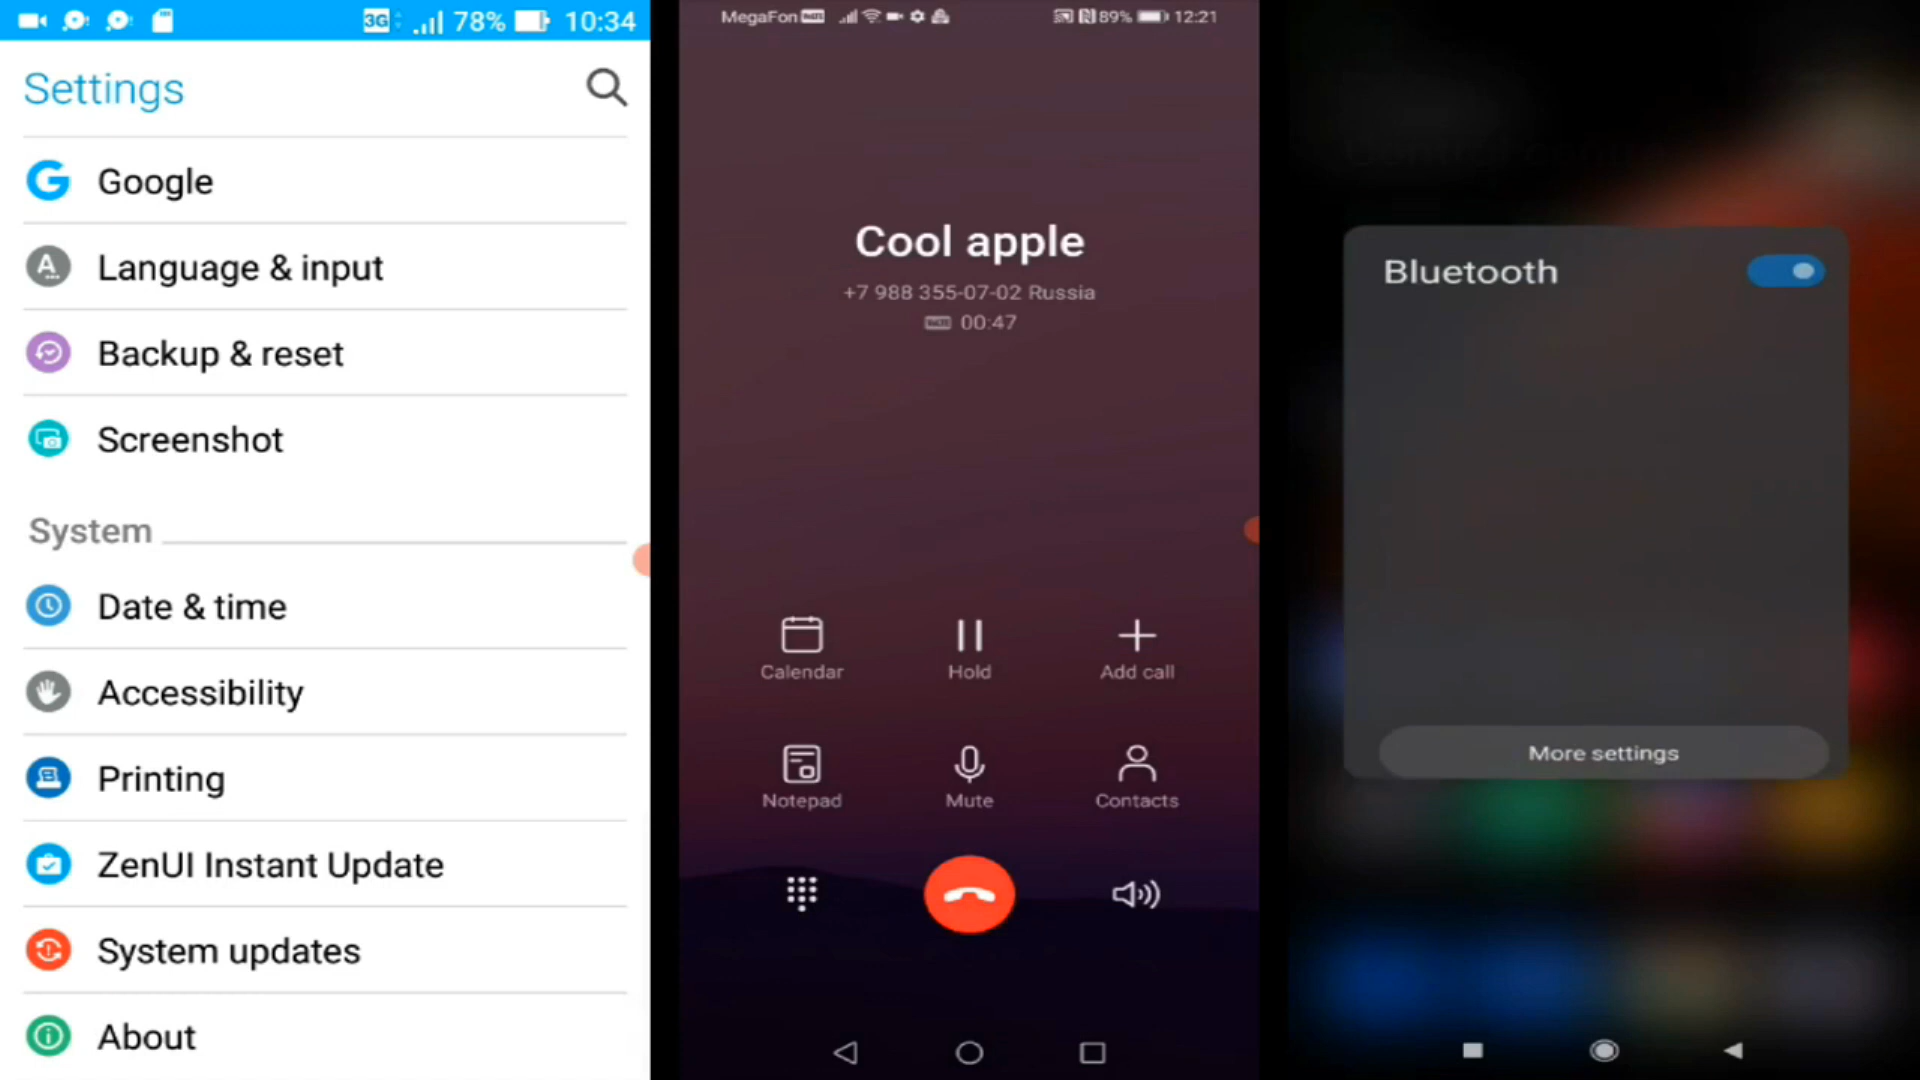 3G 78% 10:34
Settings
Google
Language & input
Backup & reset
Screenshot
System
Date & time
Accessibility
Printing
ZenUI Instant Update
System updates
About
MegaFon 89% 12:21
Cool apple
+7 988 355-07-02 Russia
00:47
Calendar Hold Add call
Notepad Mute Contacts
Bluetooth
More settings